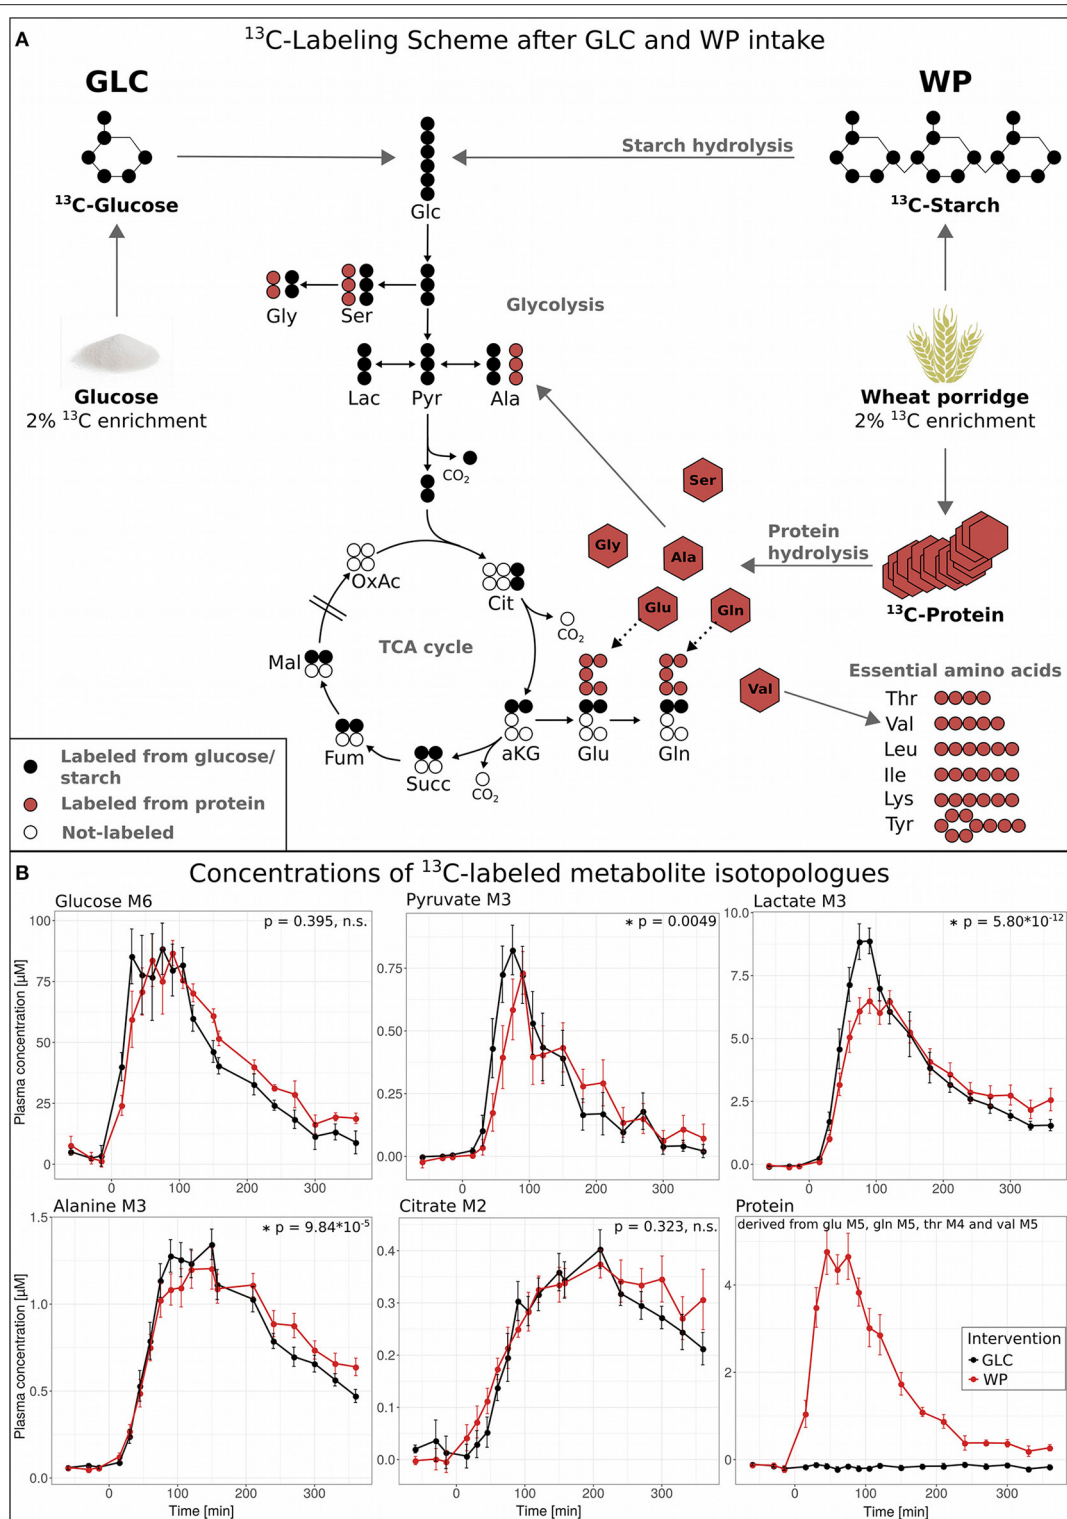 A
¹³C-Labeling Scheme after GLC and WP intake
GLC
WP
Starch hydrolysis
¹³C-Glucose
Glc
¹³C-Starch
Gly
Ser
Glycolysis
Glucose
2% ¹³C enrichment
Lac
Pyr
Ala
Wheat porridge
2% ¹³C enrichment
CO₂
Ser
Gly
Ala
Protein
hydrolysis
OxAc
Cit
Glu
Gln
¹³C-Protein
CO₂
TCA cycle
Mal
Val
Essential amino acids
Thr
Val
Leu
Ile
Lys
Tyr
Fum
Succ
aKG
Glu
Gln
CO₂
Labeled from glucose/
starch
Labeled from protein
Not-labeled
B
Concentrations of ¹³C-labeled metabolite isotopologues
Glucose M6
p = 0.395, n.s.
Plasma concentration [µM]
100
75
50
25
0
0 100 200 300
Pyruvate M3
* p = 0.0049
0.75
0.50
0.25
0.00
0 100 200 300
Lactate M3
* p = 5.80*10⁻¹²
10.0
7.5
5.0
2.5
0.0
0 100 200 300
Alanine M3
* p = 9.84*10⁻⁵
Plasma concentration [µM]
1.5
1.0
0.5
0.0
0 100 200 300
Time [min]
Citrate M2
p = 0.323, n.s.
0.4
0.3
0.2
0.1
0.0
0 100 200 300
Time [min]
Protein
derived from glu M5, gln M5, thr M4 and val M5
4
2
0
0 100 200 300
Time [min]
Intervention
GLC
WP